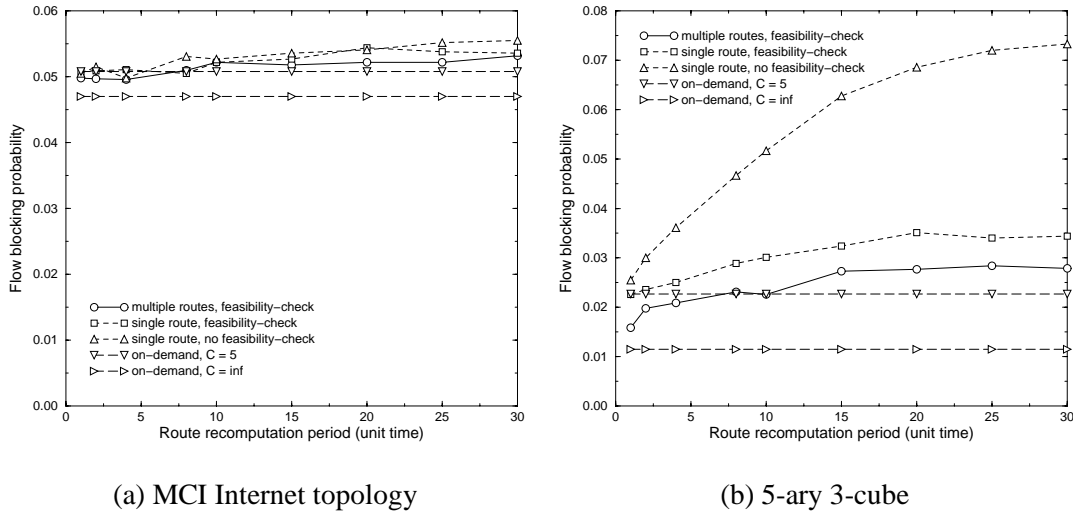 0.06
0.05
0.04
0.03
0.02
0.01
0.00
Flow blocking probability
multiple routes, feasibility−check
single route, feasibility−check
single route, no feasibility−check
on−demand, C = 5
on−demand, C = inf
0
5
10
15
20
25
30
Route recomputation period (unit time)
(a) MCI Internet topology
0.08
0.07
0.06
0.05
0.04
0.03
0.02
0.01
0.00
Flow blocking probability
multiple routes, feasibility−check
single route, feasibility−check
single route, no feasibility−check
on−demand, C = 5
on−demand, C = inf
0
5
10
15
20
25
30
Route recomputation period (unit time)
(b) 5-ary 3-cube